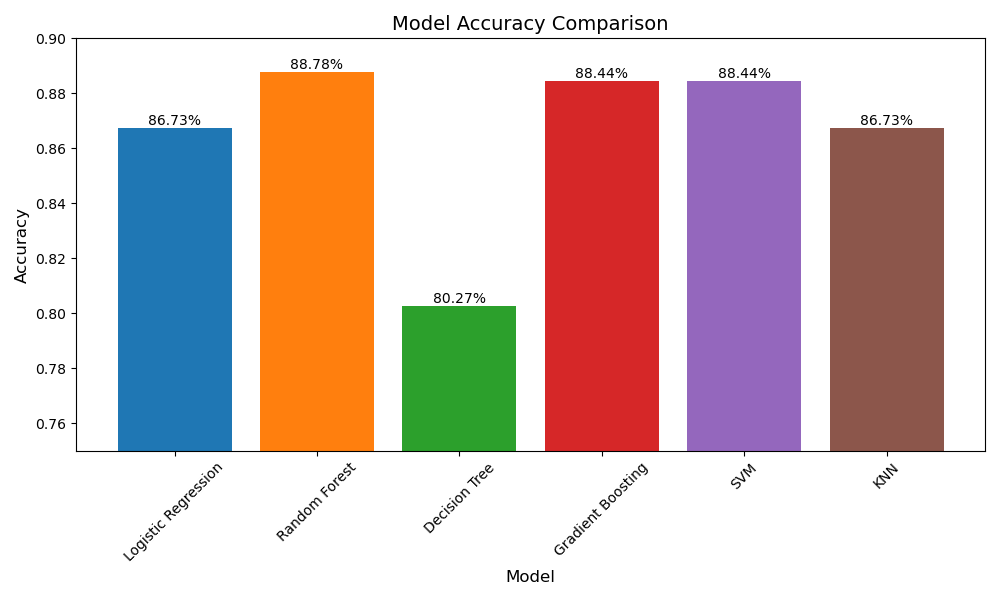 Model Accuracy Comparison
Accuracy
0.90
0.88
0.86
0.84
0.82
0.80
0.78
0.76
86.73%
88.78%
80.27%
88.44%
88.44%
86.73%
Logistic Regression
Random Forest
Decision Tree
Gradient Boosting
SVM
KNN
Model